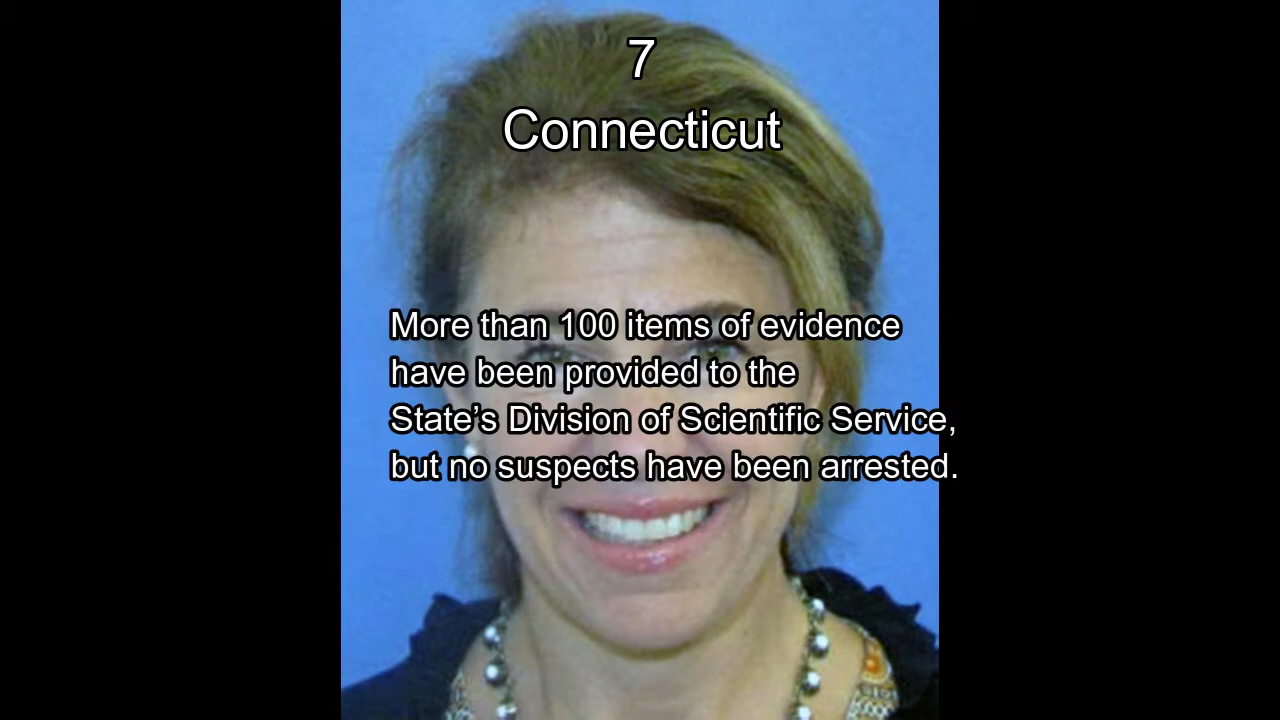 7
Connecticut
More than 100 items of evidence
have been provided to the
State’s Division of Scientific Service,
but no suspects have been arrested.